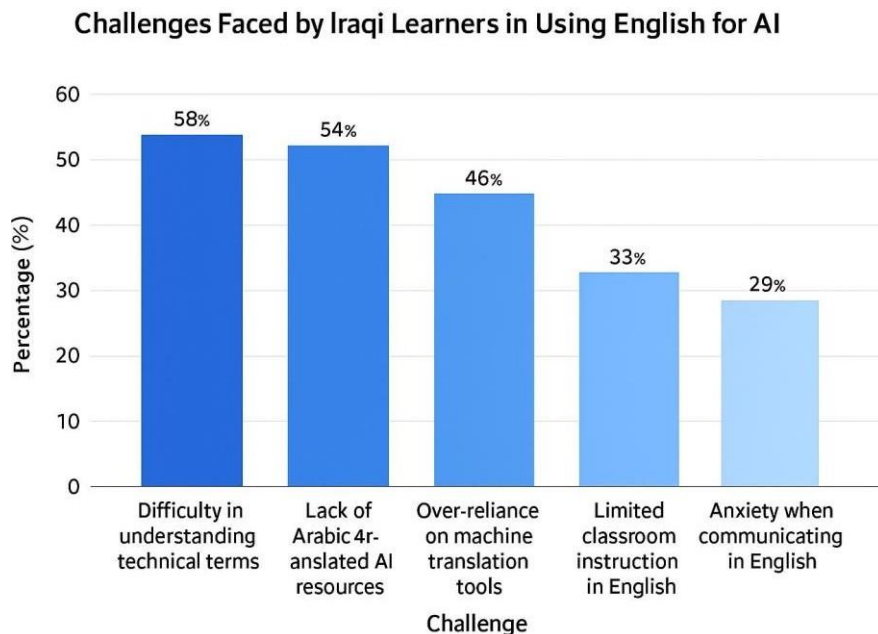 Challenges Faced by Iraqi Learners in Using English for AI
60
50
40
30
20
10
0
Percentage (%)
58%
54%
46%
33%
29%
Difficulty in
understanding
technical terms
Lack of
Arabic 4r-
anslated AI
resources
Over-reliance
on machine
translation
tools
Limited
classroom
instruction
in English
Anxiety when
communicating
in English
Challenge